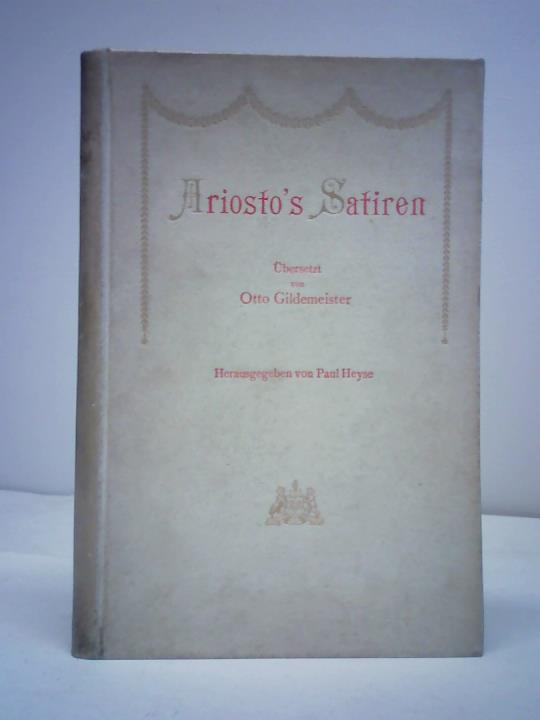 Ariosto's Satiren
Übersetzt
von
Otto Gildemeister
Herausgegeben von Paul Heyse